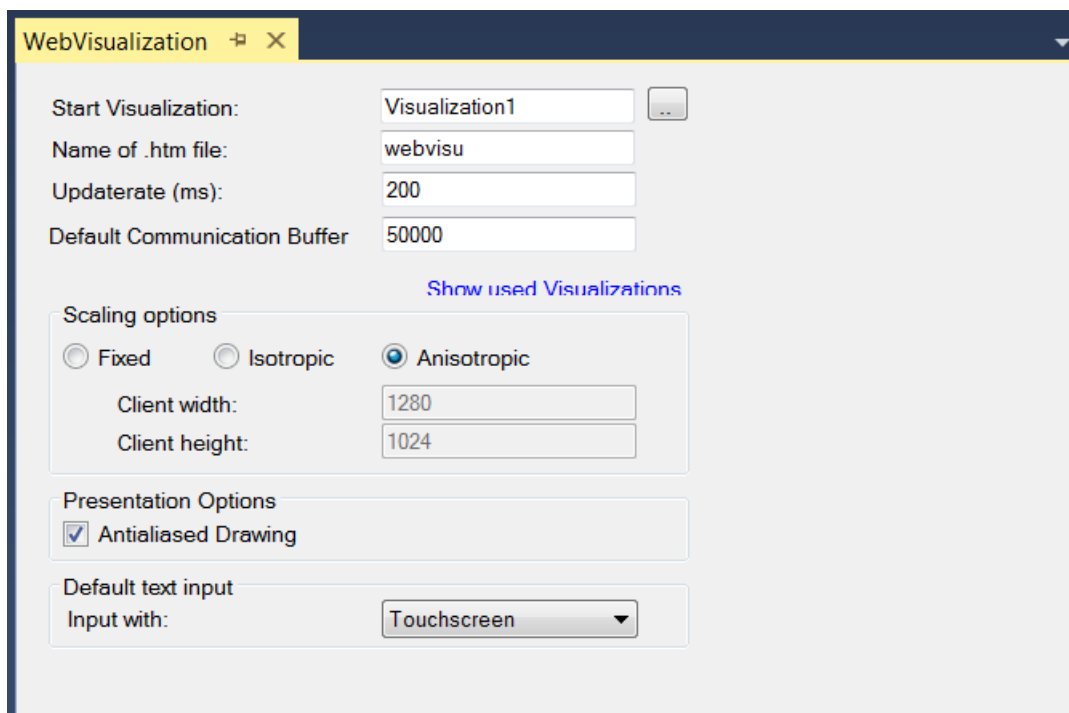 WebVisualization
Start Visualization: Visualization1 ..
Name of .htm file: webvisu
Updaterate (ms): 200
Default Communication Buffer 50000
Show used Visualizations
Scaling options
Fixed Isotropic Anisotropic
Client width: 1280
Client height: 1024
Presentation Options
Antialiased Drawing
Default text input
Input with: Touchscreen